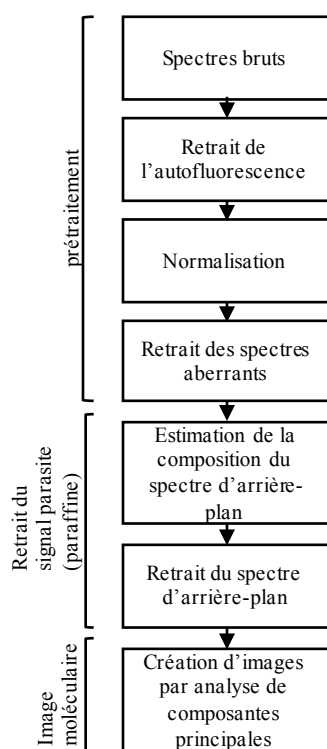 Spectres bruts
Retrait de
l'autofluorescence
Normalisation
Retrait des spectres
aberrants
prétraitement
Estimation de la
composition du
spectre d'arrière-
plan
Retrait du spectre
d'arrière-plan
Retrait du
signal parasite
(paraffine)
Création d'images
par analyse de
composantes
principales
Image
moléculaire